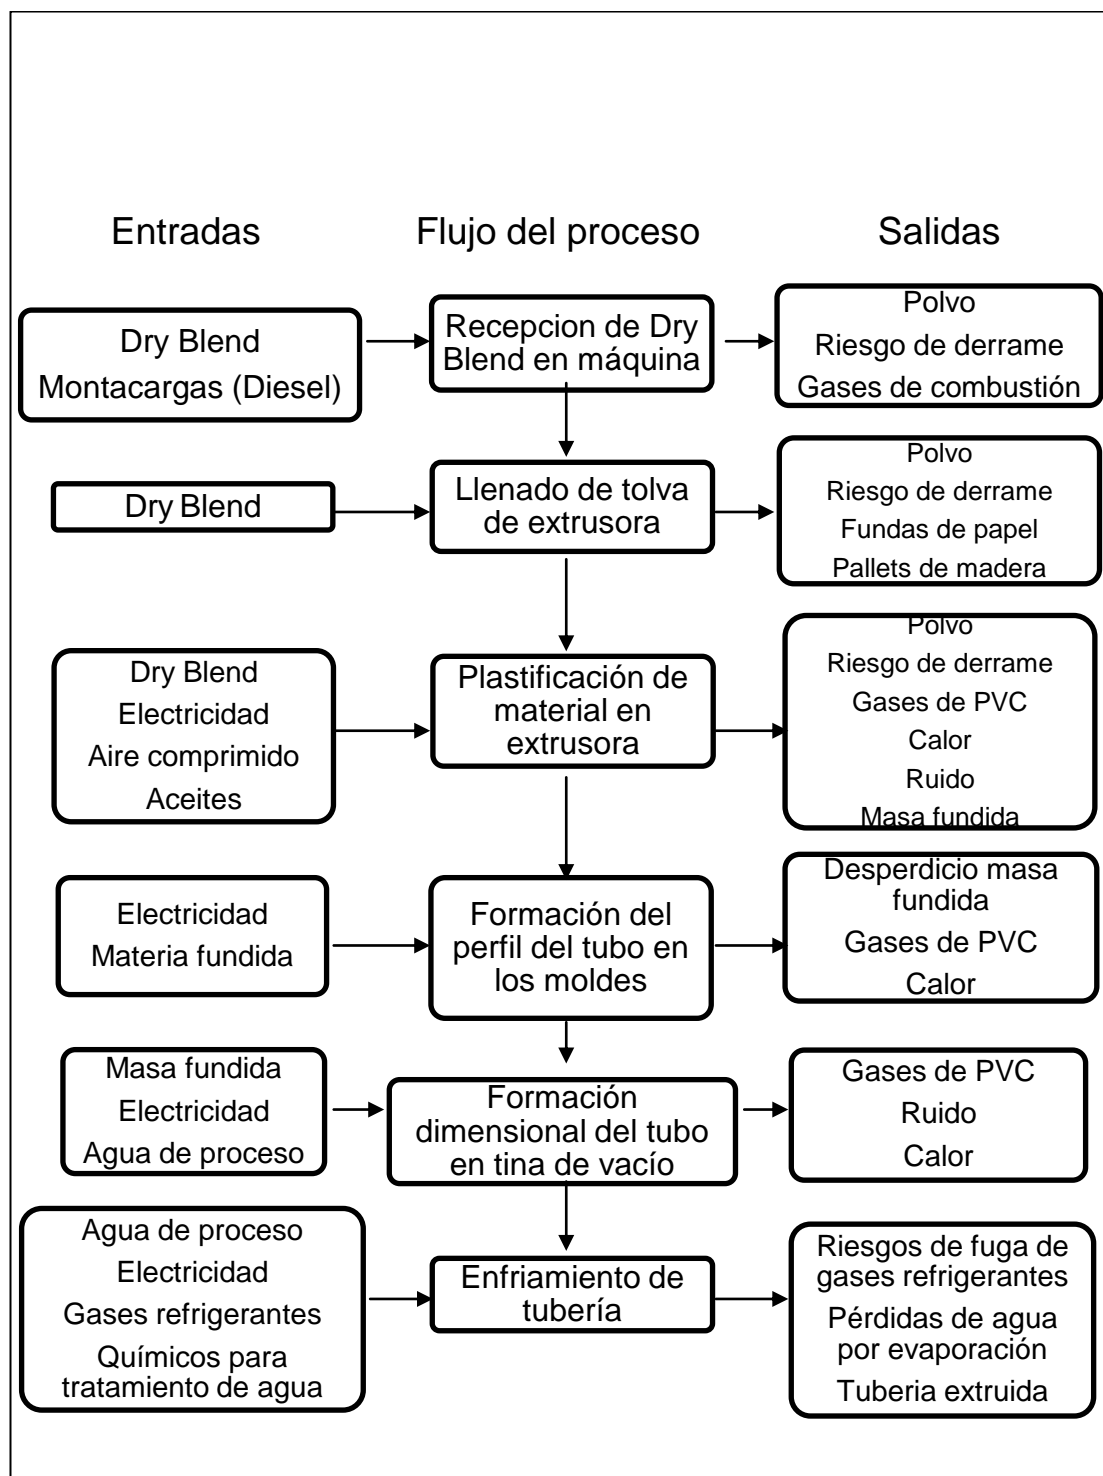 Entradas
Flujo del proceso
Salidas
Dry Blend
Montacargas (Diesel)
Recepcion de Dry
Blend en máquina
Polvo
Riesgo de derrame
Gases de combustión
Dry Blend
Llenado de tolva
de extrusora
Polvo
Riesgo de derrame
Fundas de papel
Pallets de madera
Dry Blend
Electricidad
Aire comprimido
Aceites
Plastificación de
material en
extrusora
Polvo
Riesgo de derrame
Gases de PVC
Calor
Ruido
Masa fundida
Electricidad
Materia fundida
Formación del
perfil del tubo en
los moldes
Desperdicio masa
fundida
Gases de PVC
Calor
Masa fundida
Electricidad
Agua de proceso
Formación
dimensional del tubo
en tina de vacío
Gases de PVC
Ruido
Calor
Agua de proceso
Electricidad
Gases refrigerantes
Químicos para
tratamiento de agua
Enfriamiento de
tubería
Riesgos de fuga de
gases refrigerantes
Pérdidas de agua
por evaporación
Tuberia extruida